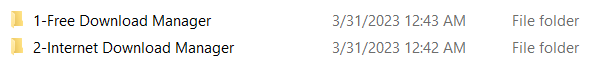 1-Free Download Manager 3/31/2023 12:43 AM File folder
2-Internet Download Manager 3/31/2023 12:42 AM File folder